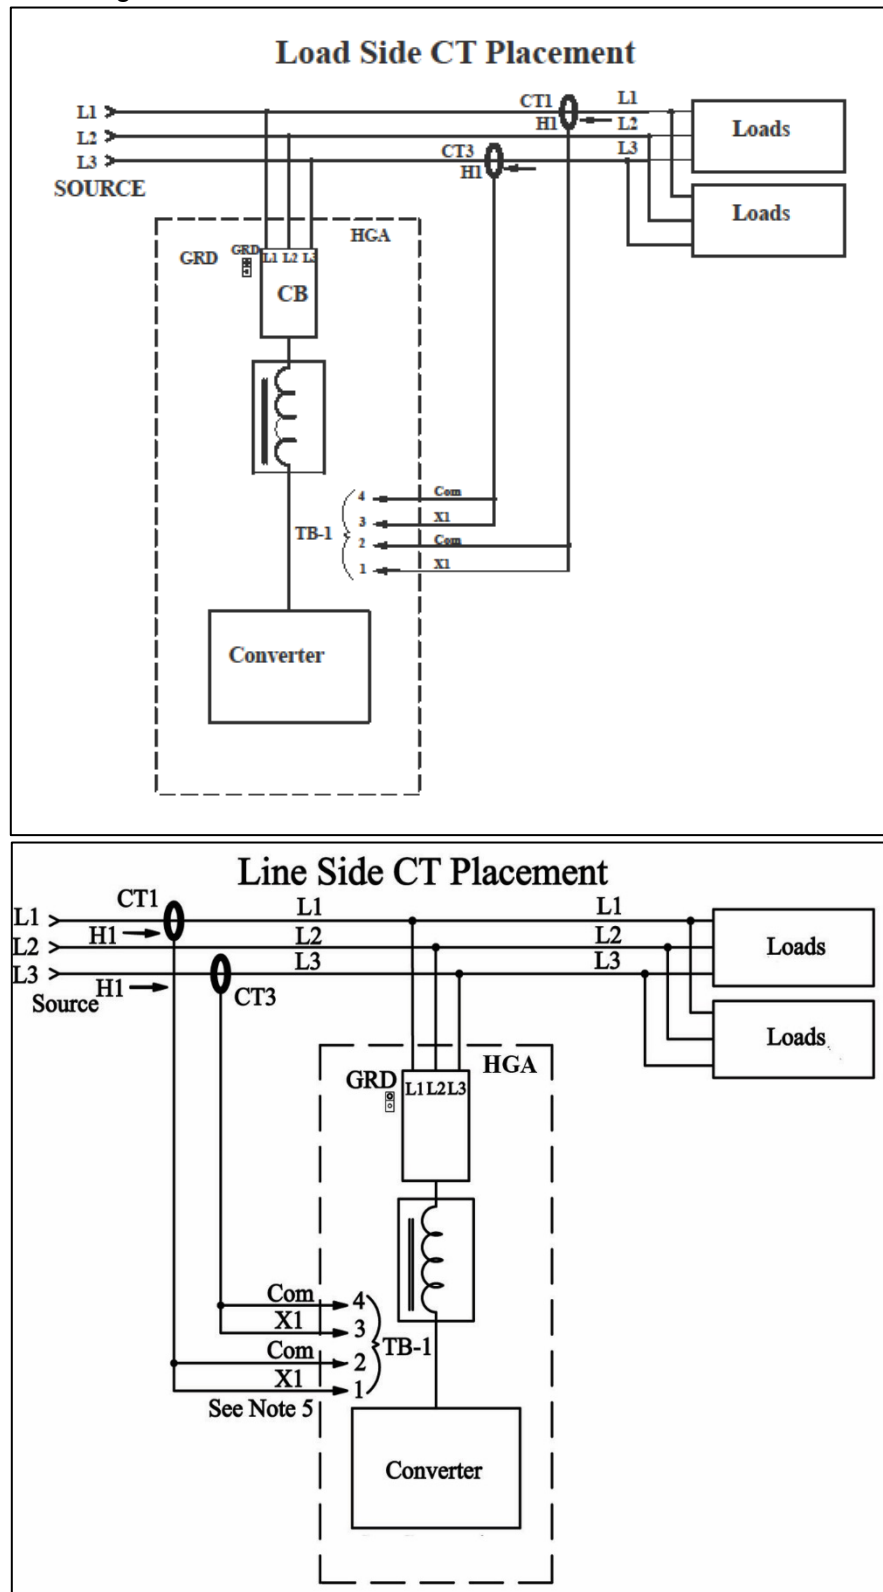 Load Side CT Placement
L1
CT1
L1
L2
H1
L2
L3
CT3
L3
H1
SOURCE
Loads
Loads
HGA
GRD
GRD
L1 L2 L3
CB
4
Com
3
X1
TB-1
2
Com
1
X1
Converter
Line Side CT Placement
CT1
L1
L1
L1
L2
H1
L2
L2
L3
H1
L3
L3
Source
CT3
Loads
Loads
HGA
GRD
L1 L2 L3
Com
4
X1
3
TB-1
Com
2
X1
1
See Note 5
Converter